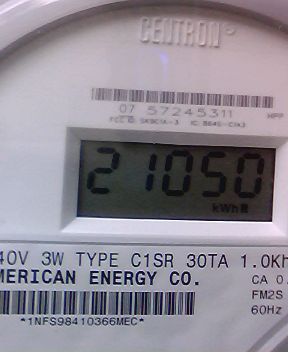 CENTRON
07 57245311
21050
kWh
40V 3W TYPE C1SR 30TA 1.0Kh
MERICAN ENERGY CO.
CA 0.
FM2S
60Hz
*1NFS98410366MEC*